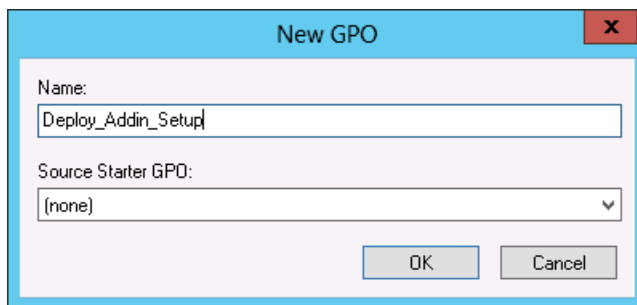 New GPO
x
Name:
Deploy_Addin_Setup
Source Starter GPO:
(none)
OK Cancel